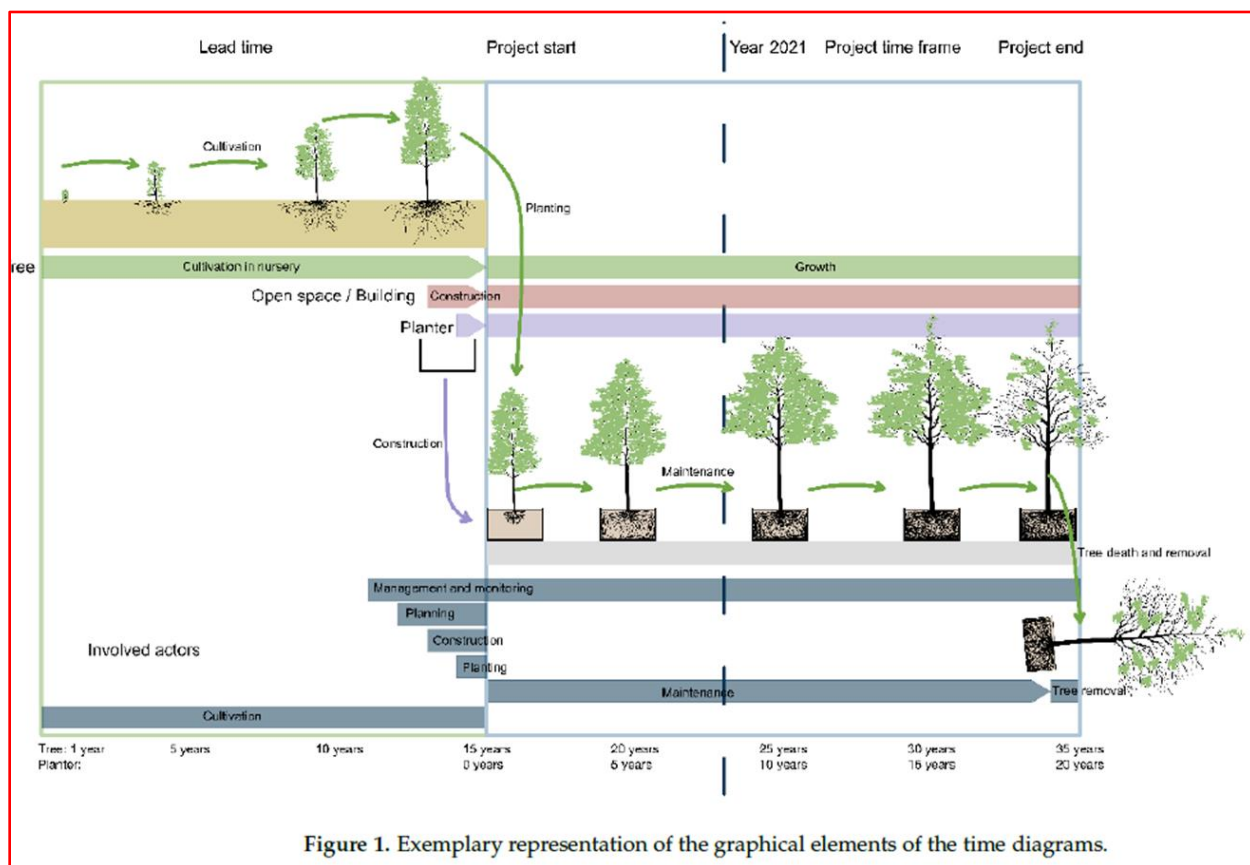 Lead time Project start Year 2021 Project time frame Project end
Cultivation
Planting
ree Cultivation in nursery Growth
Open space / Building Construction
Planter
Construction
Maintenance
Tree death and removal
Management and monitoring
Planning
Construction
Involved actors
Planting
Maintenance Tree removal
Cultivation
Tree: 1 year 5 years 10 years 15 years 20 years 25 years 30 years 35 years
Planter: 0 years 5 years 10 years 15 years 20 years
Figure 1. Exemplary representation of the graphical elements of the time diagrams.